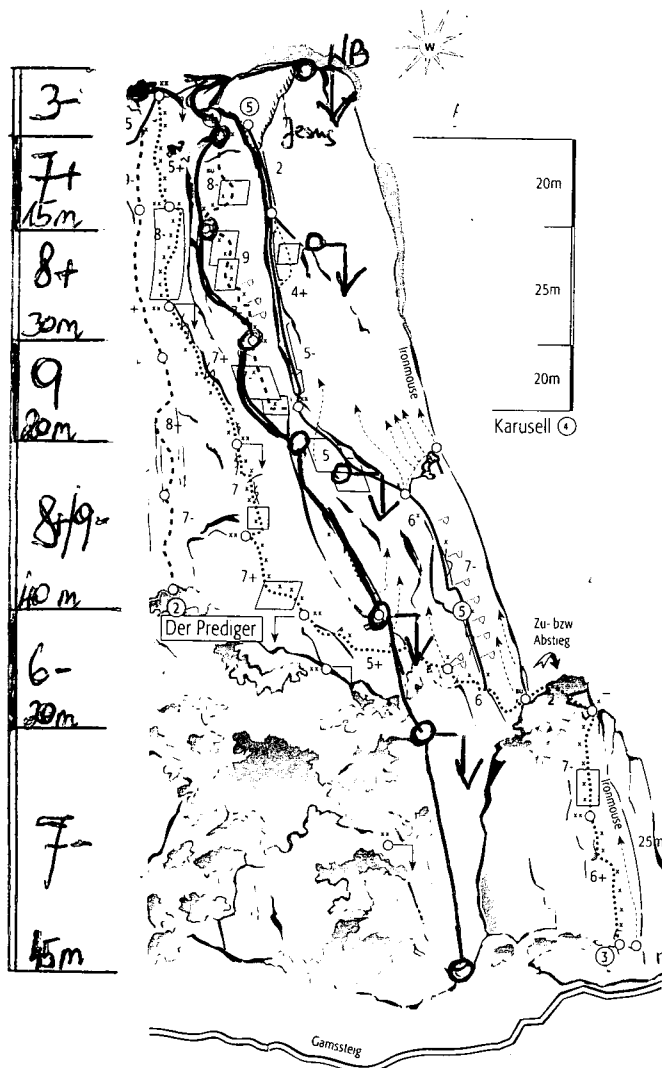 NB
W
3-
5
Jesus
5+
2
2
7+
15m
8-
20m
8-
8+
30m
9
4+
25m
5-
7+
Ironmouse
9
20m
20m
8+
5
Karusell ④
7-
6
7-
8+/9-
7-
40 m
7+
②
⑤
Zu- bzw
Abstieg
Der Prediger
5+
6-
20m
6
2
7-
Ironmouse
25m
7-
6+
45m
③
Gamssteig